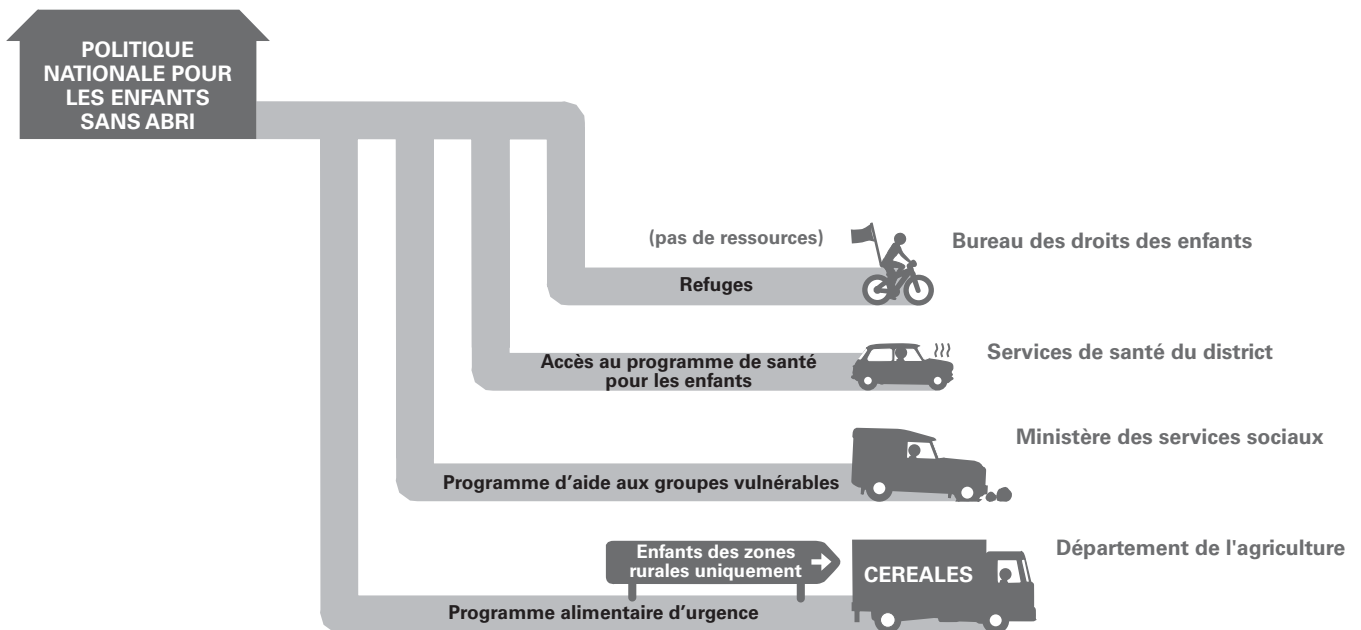 POLITIQUE
NATIONALE POUR
LES ENFANTS
SANS ABRI
(pas de ressources)
Bureau des droits des enfants
Refuges
Services de santé du district
Accès au programme de santé
pour les enfants
Ministère des services sociaux
Programme d’aide aux groupes vulnérables
Département de l'agriculture
Enfants des zones
rurales uniquement
CEREALES
Programme alimentaire d’urgence